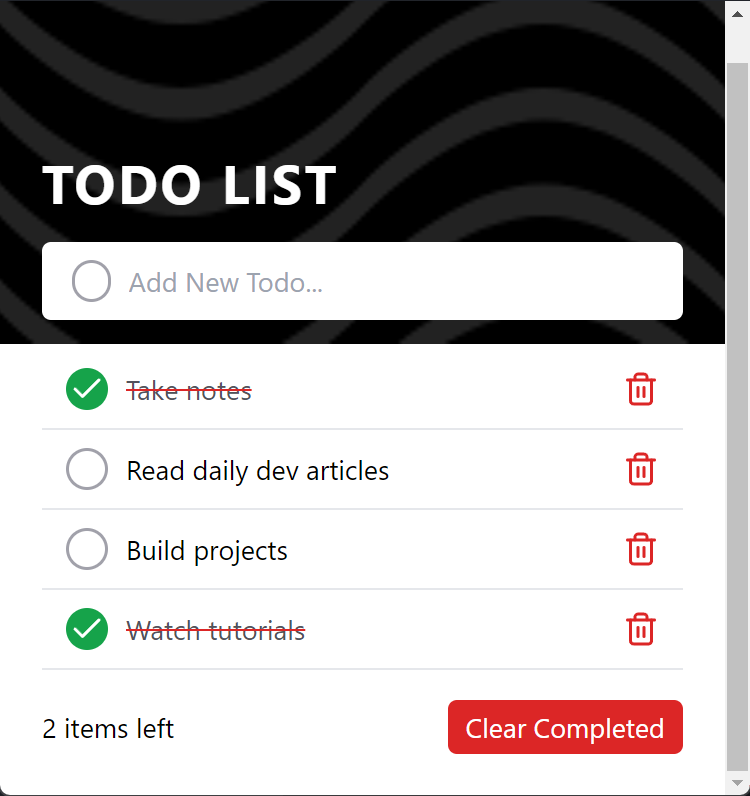 TODO LIST
Add New Todo...
Take notes
Read daily dev articles
Build projects
Watch tutorials
2 items left
Clear Completed